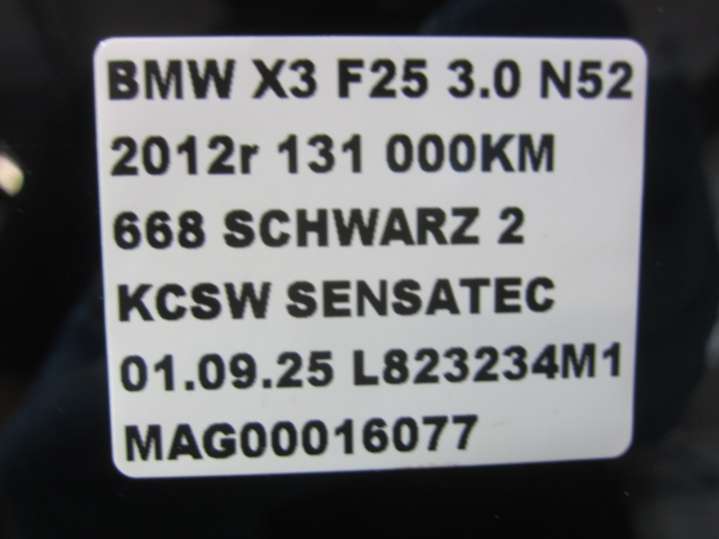 BMW X3 F25 3.0 N52
2012r 131 000KM
668 SCHWARZ 2
KCSW SENSATEC
01.09.25 L823234M1
MAG00016077